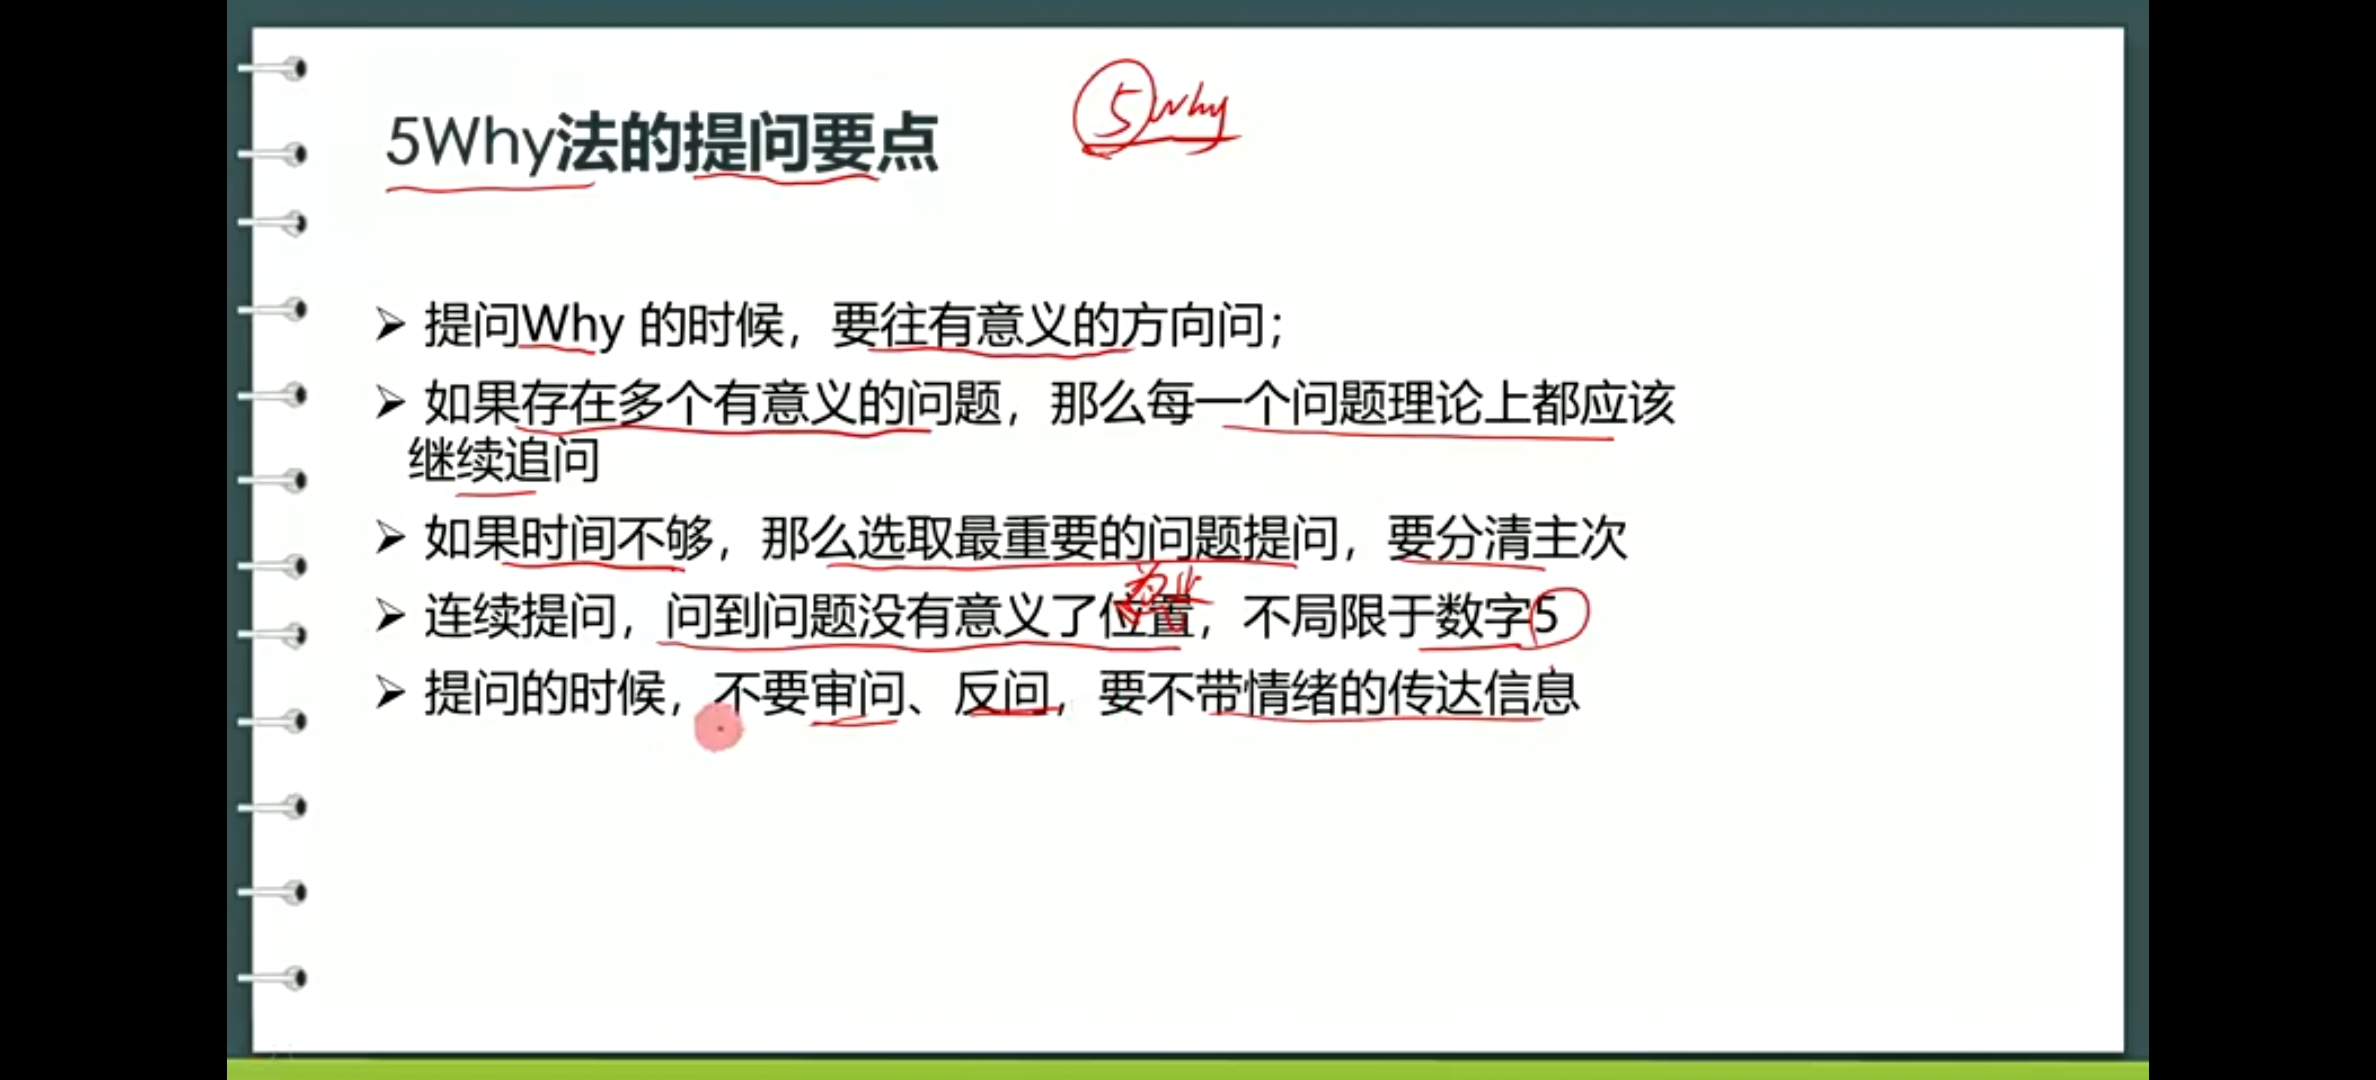 5Why法的提问要点
5why
➢ 提问Why 的时候，要往有意义的方向问；
➢ 如果存在多个有意义的问题，那么每一个问题理论上都应该
继续追问
➢ 如果时间不够，那么选取最重要的问题提问，要分清主次
为止
➢ 连续提问，问到问题没有意义了位置，不局限于数字5
➢ 提问的时候，不要审问、反问，要不带情绪的传达信息